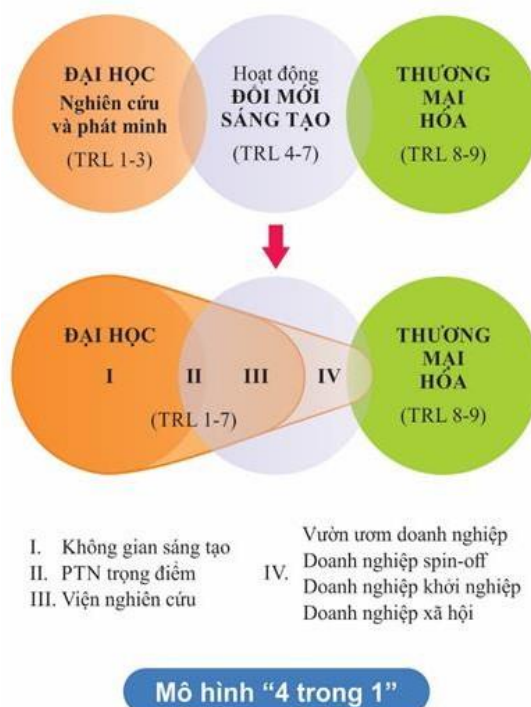 ĐẠI HỌC
Nghiên cứu
và phát minh
(TRL 1-3)
Hoạt động
ĐỔI MỚI
SÁNG TẠO
(TRL 4-7)
THƯƠNG
MẠI
HÓA
(TRL 8-9)
ĐẠI HỌC
I II III IV
(TRL 1-7)
THƯƠNG
MẠI
HÓA
(TRL 8-9)
I. Không gian sáng tạo
II. PTN trọng điểm
III. Viện nghiên cứu
IV.
Vườn ươm doanh nghiệp
Doanh nghiệp spin-off
Doanh nghiệp khởi nghiệp
Doanh nghiệp xã hội
Mô hình “4 trong 1”